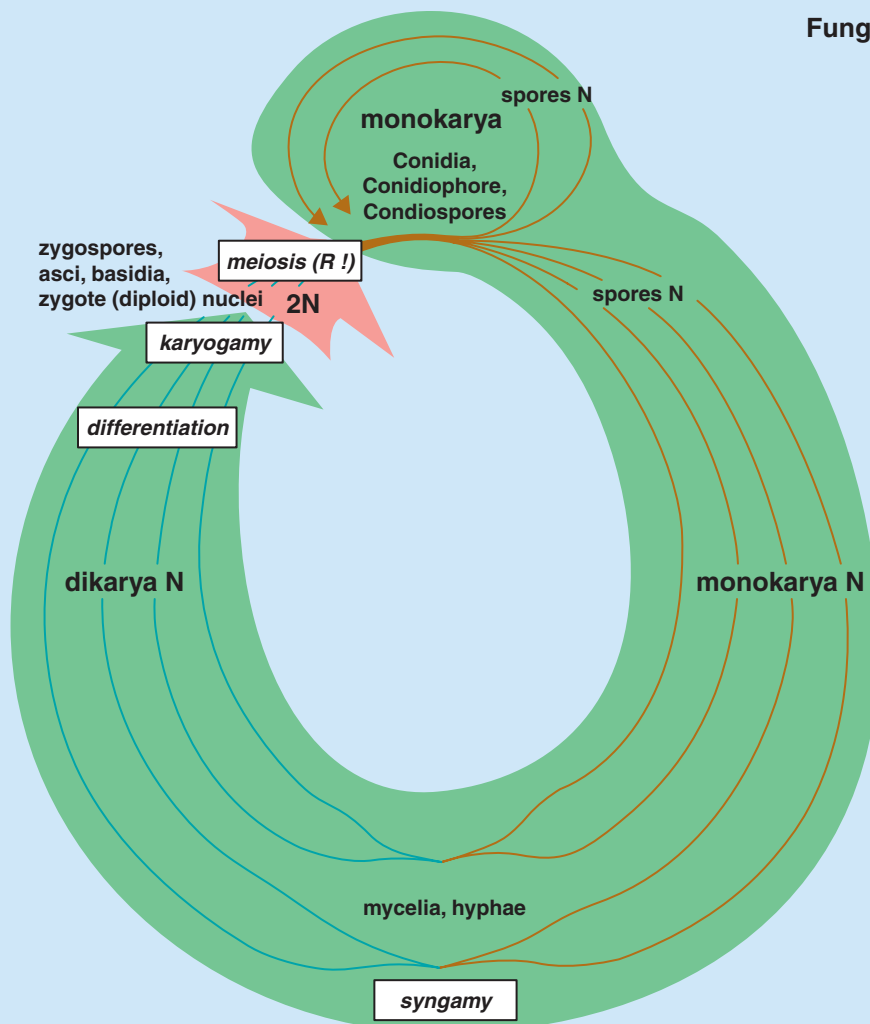 Fung
spores N
monokarya
Conidia,
Conidiophore,
Condiospores
zygospores,
asci, basidia,
zygote (diploid) nuclei
meiosis (R !)
2N
spores N
karyogamy
differentiation
dikarya N
monokarya N
mycelia, hyphae
syngamy